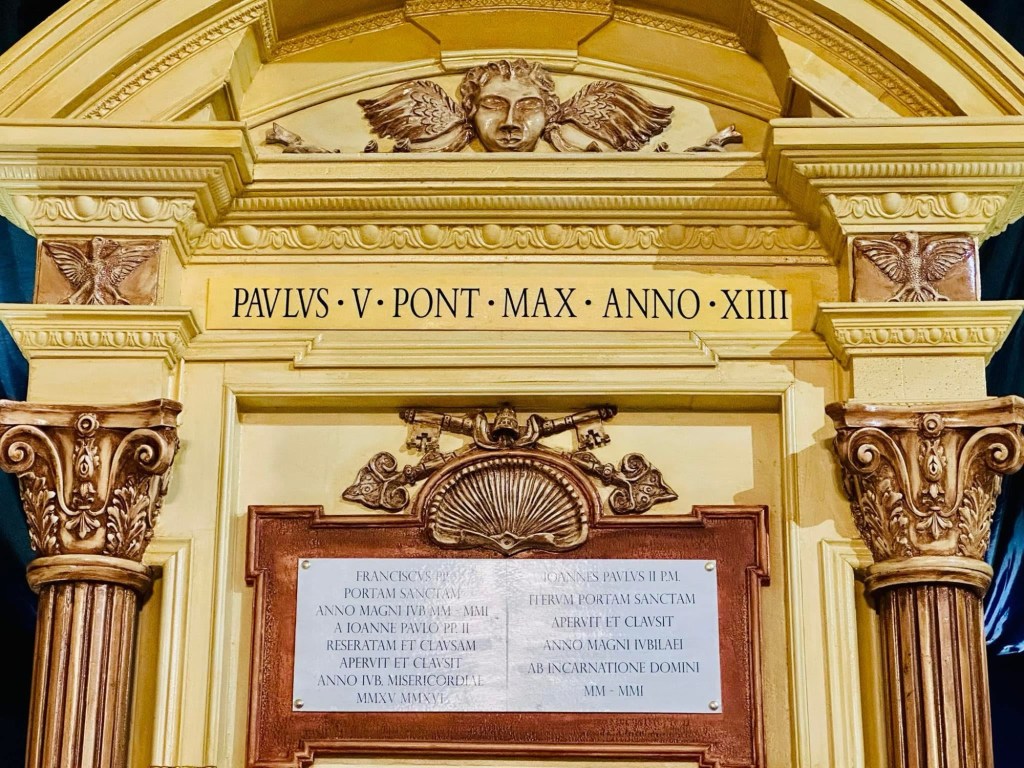 PAVLVS · V · PONT · MAX · ANNO · XIIII
FRANCISCVS PP.
PORTAM SANCTAM
ANNO MAGNI IVB MM - MMI
A IOANNE PAVLO PP. II
RESERATAM ET CLAVSAM
APERVIT ET CLAVSIT
ANNO IVB. MISERICORDIAE
MMXV MMXVI
IOANNES PAVLVS II P.M.
ITERVM PORTAM SANCTAM
APERVIT ET CLAVSIT
ANNO MAGNI IVBILAEI
AB INCARNATIONE DOMINI
MM - MMI